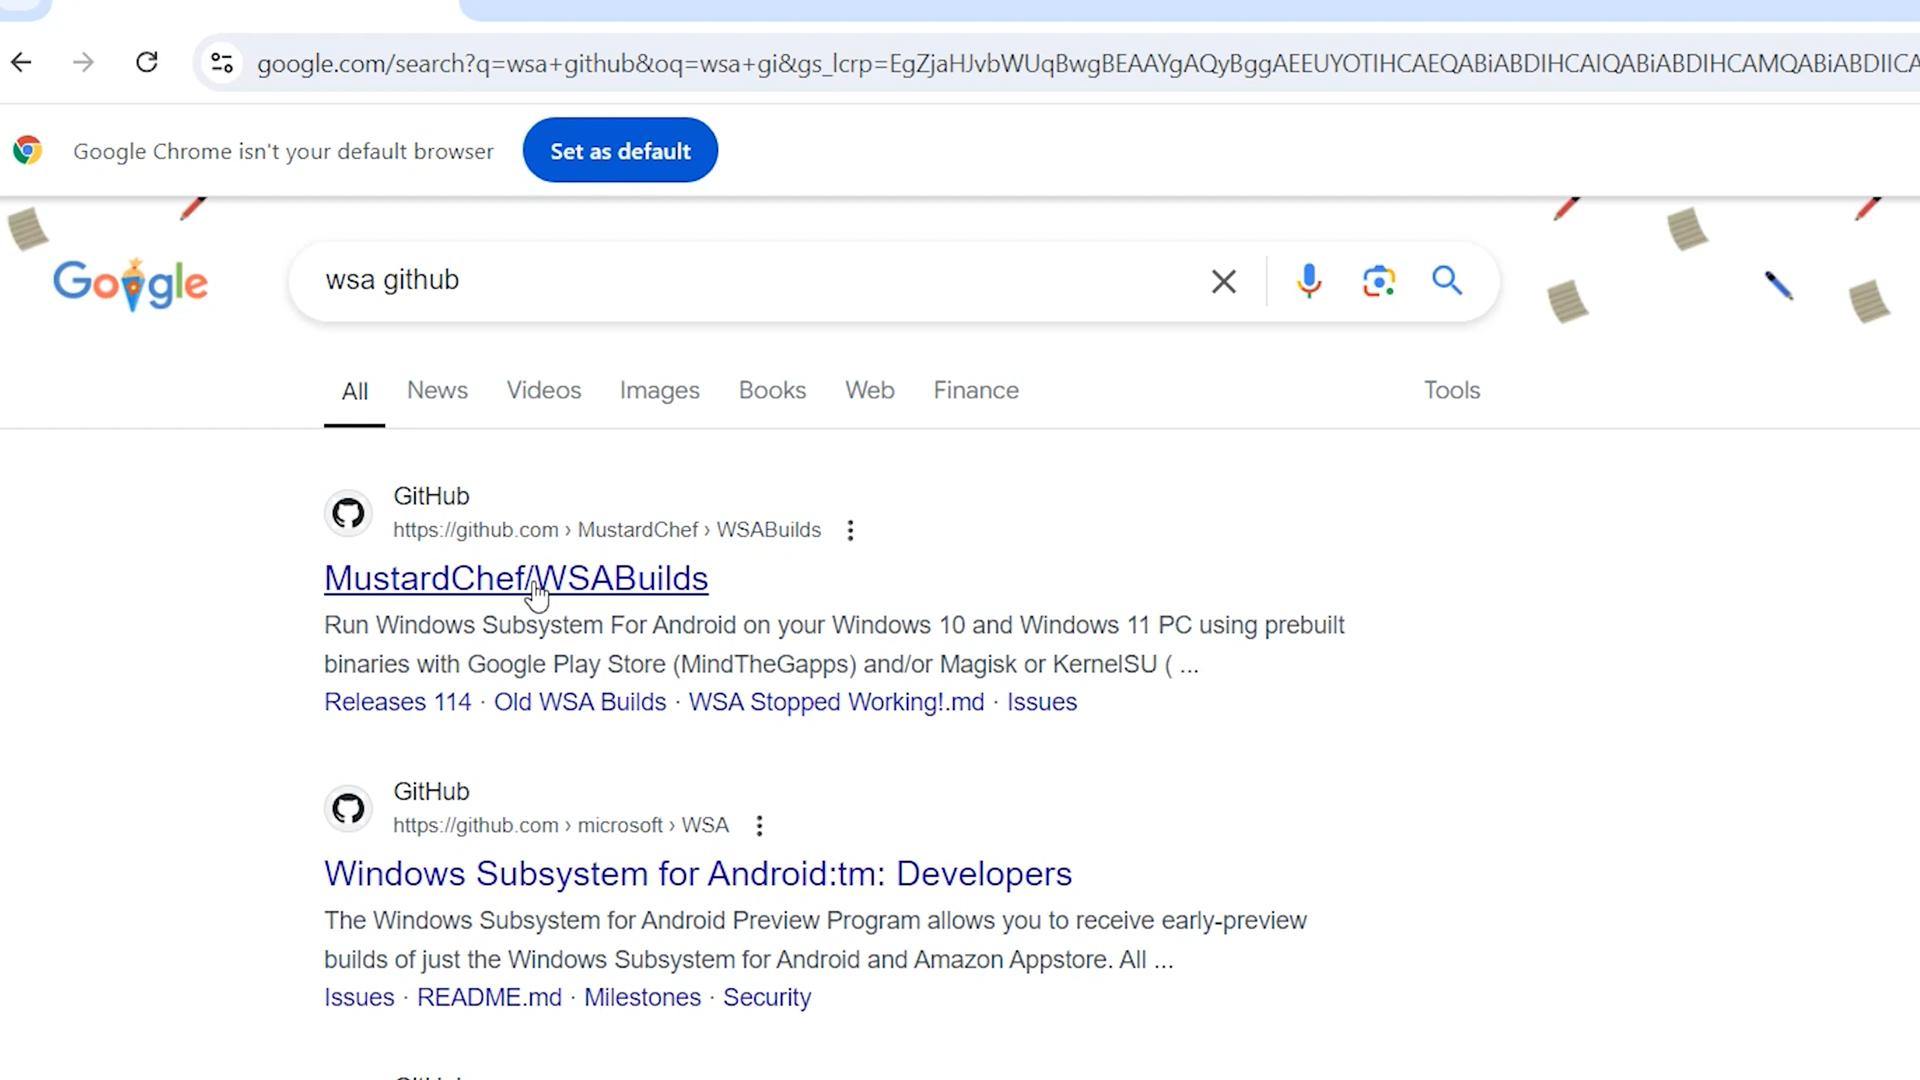 google.com/search?q=wsa+github&oq=wsa+gi&gs_lcrp=EgZjaHJvbWUqBwgBEAAYgAQyBggAEEUYOTIHCAEQABiABDIHCAIQABiABDIHCAMQABiABDIICA
Google Chrome isn't your default browser
Set as default
Google
wsa github
All
News
Videos
Images
Books
Web
Finance
Tools
GitHub
https://github.com › MustardChef › WSABuilds
MustardChef/WSABuilds
Run Windows Subsystem For Android on your Windows 10 and Windows 11 PC using prebuilt
binaries with Google Play Store (MindTheGapps) and/or Magisk or KernelSU ( ...
Releases 114 · Old WSA Builds · WSA Stopped Working!.md · Issues
GitHub
https://github.com › microsoft › WSA
Windows Subsystem for Android:tm: Developers
The Windows Subsystem for Android Preview Program allows you to receive early-preview
builds of just the Windows Subsystem for Android and Amazon Appstore. All ...
Issues · README.md · Milestones · Security